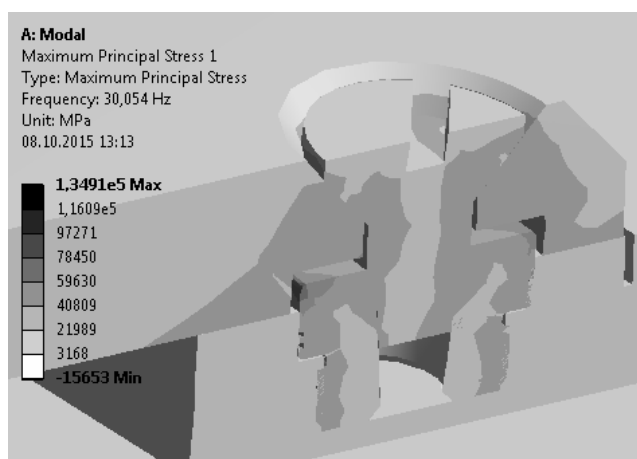 A: Modal
Maximum Principal Stress 1
Type: Maximum Principal Stress
Frequency: 30,054 Hz
Unit: MPa
08.10.2015 13:13
1,3491e5 Max
1,1609e5
97271
78450
59630
40809
21989
3168
-15653 Min